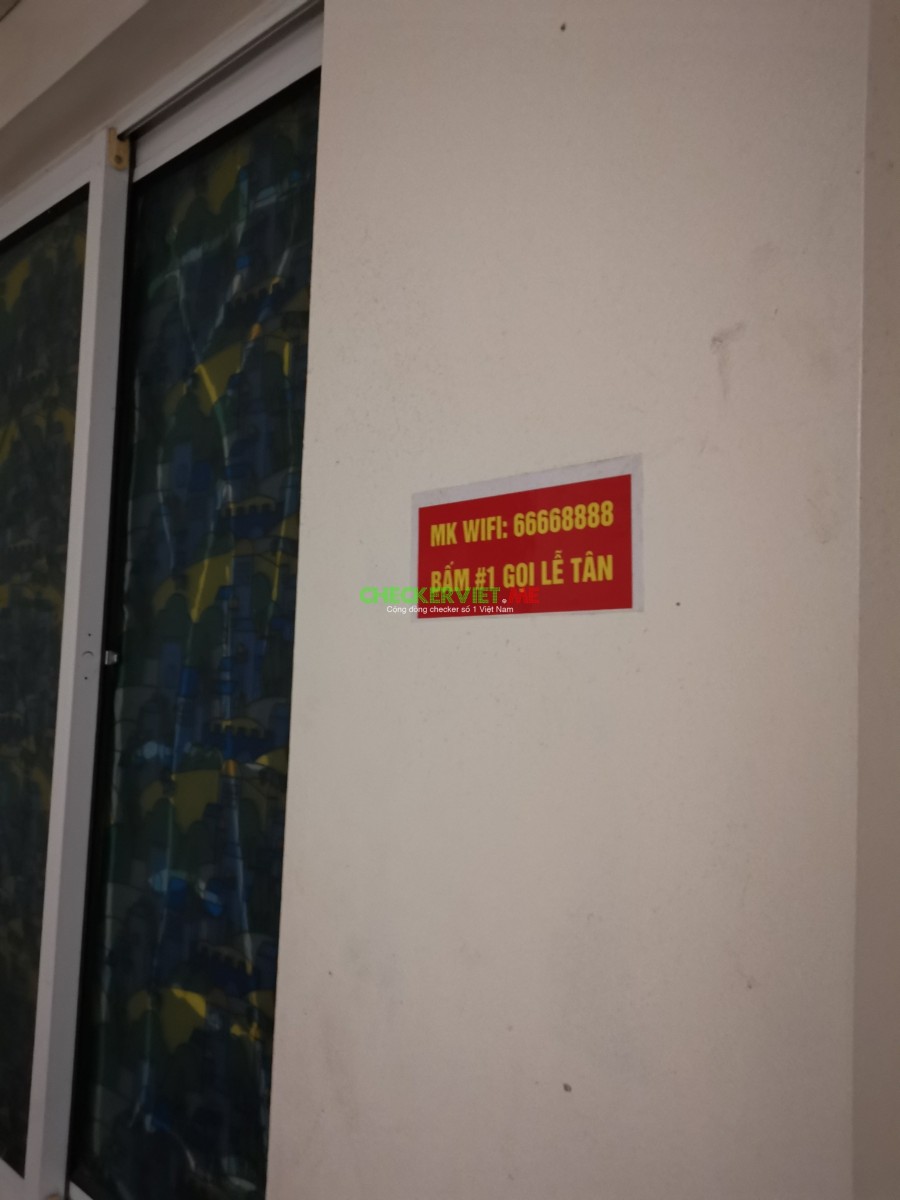 MK WIFI: 66668888
BẤM #1 GỌI LỄ TÂN
CHECKERVIET.ME
Cộng đồng checker số 1 Việt Nam